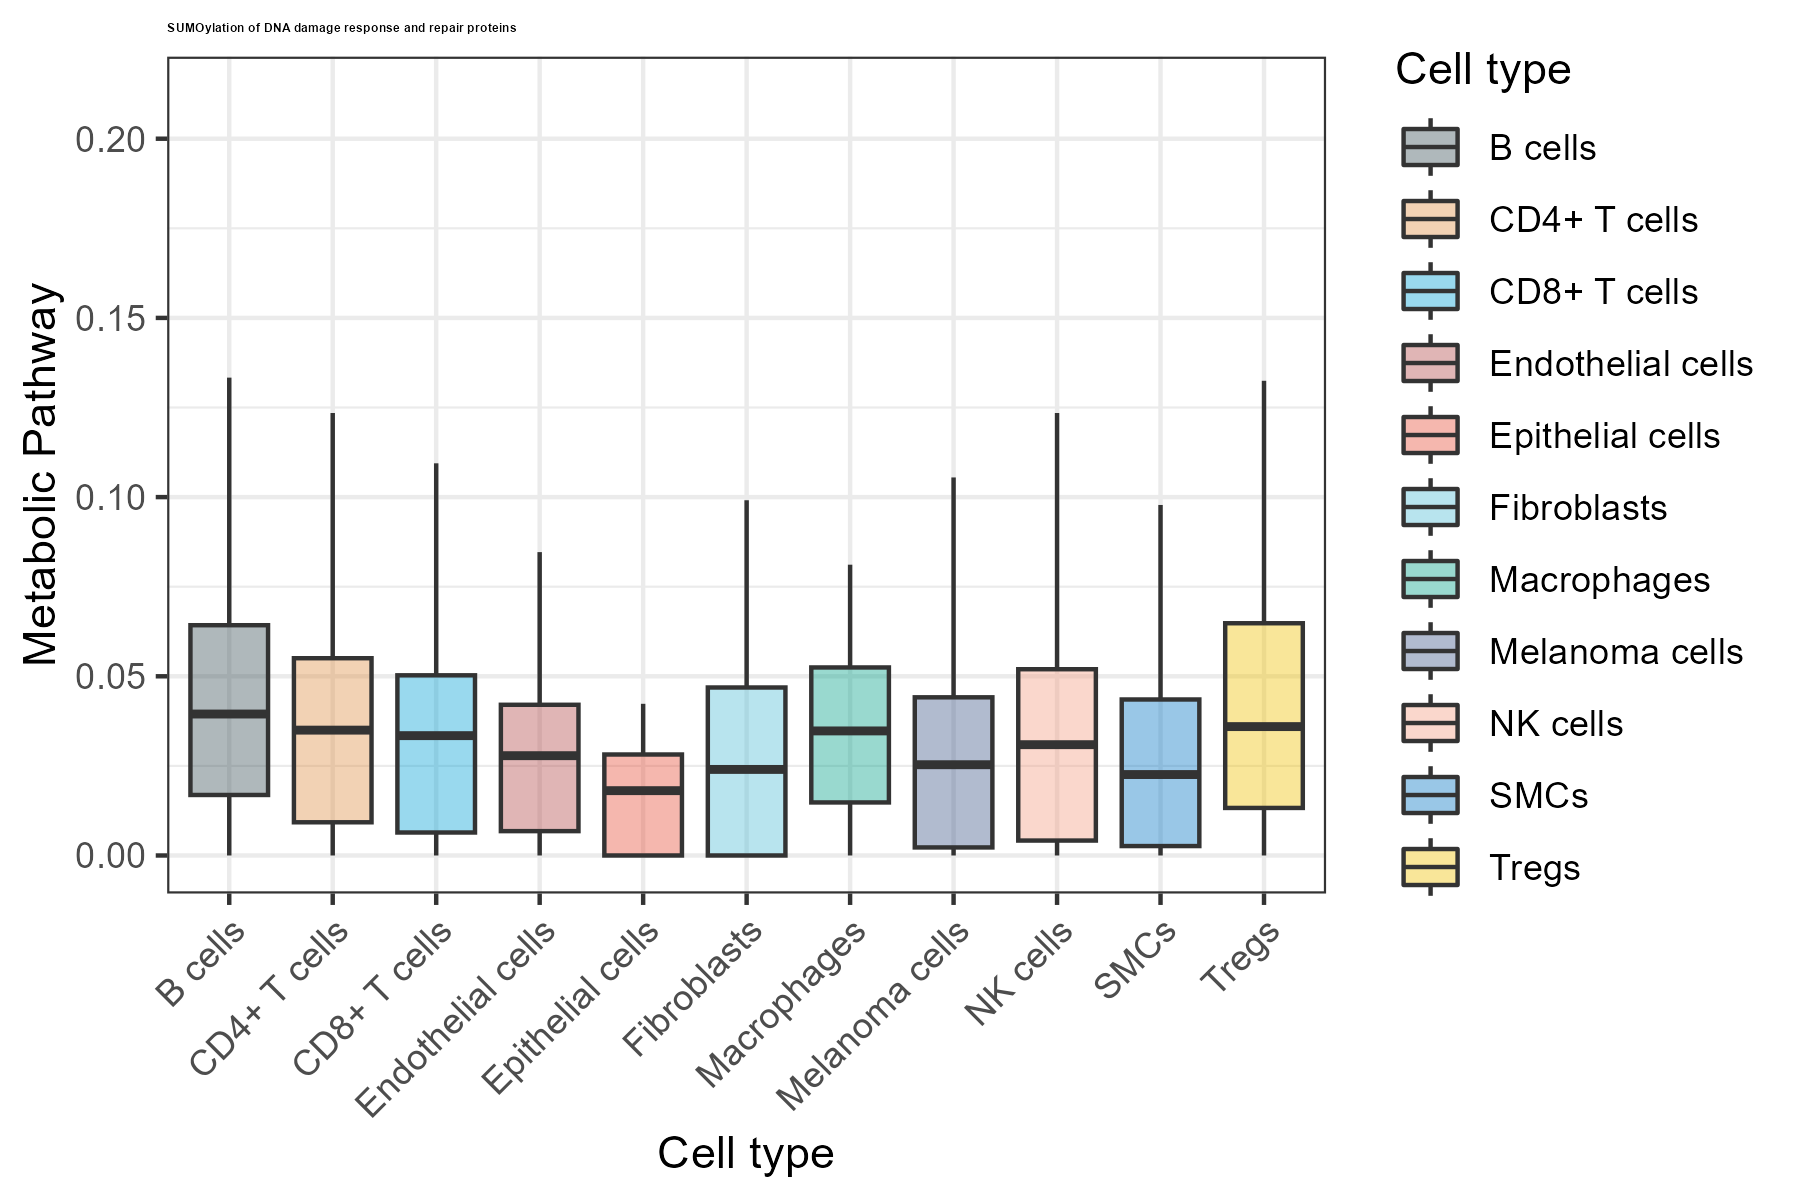 SUMOylation of DNA damage response and repair proteins
Metabolic Pathway
0.20
0.15
0.10
0.05
0.00
B cells
CD4+ T cells
CD8+ T cells
Endothelial cells
Epithelial cells
Fibroblasts
Macrophages
Melanoma cells
NK cells
SMCs
Tregs
Cell type
Cell type
B cells
CD4+ T cells
CD8+ T cells
Endothelial cells
Epithelial cells
Fibroblasts
Macrophages
Melanoma cells
NK cells
SMCs
Tregs